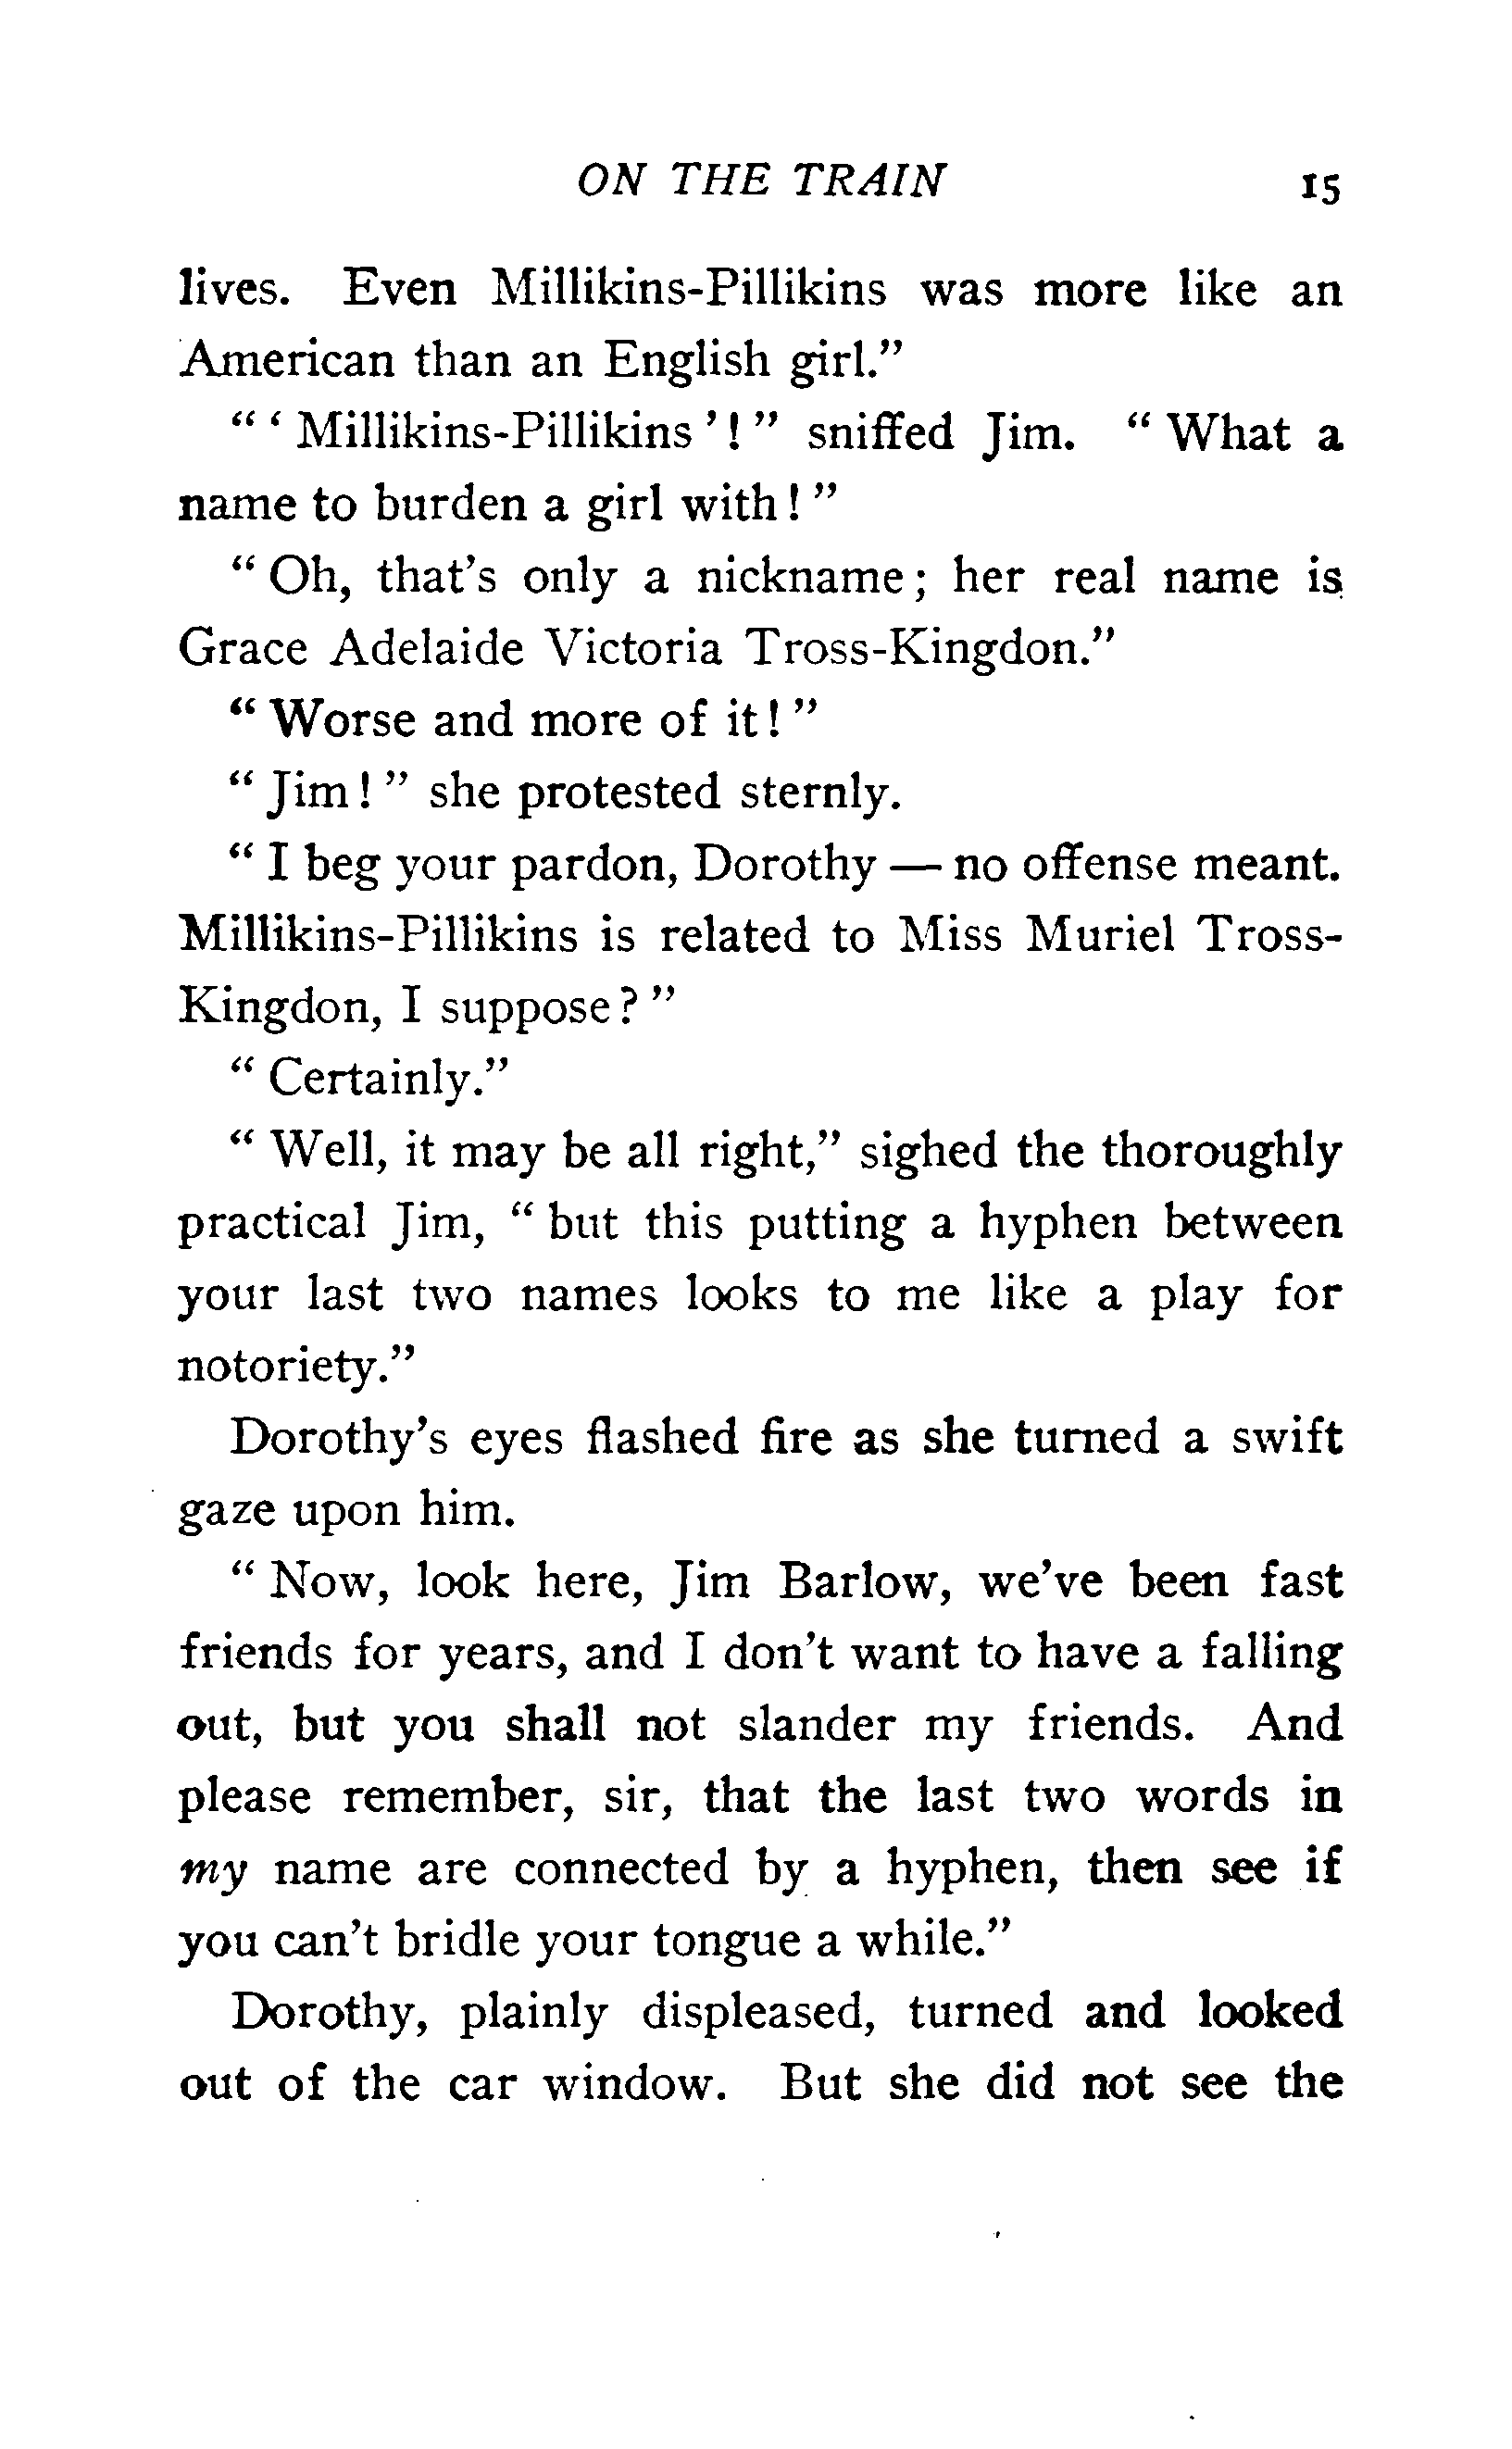 ON THE TRAIN 15
lives. Even Millikins-Pillikins was more like an
American than an English girl."
" ' Millikins-Pillikins ' ! " sniffed Jim. " What a
name to burden a girl with ! "
" Oh, that's only a nickname ; her real name is
Grace Adelaide Victoria Tross-Kingdon."
" Worse and more of it ! "
" Jim ! " she protested sternly.
" I beg your pardon, Dorothy — no offense meant.
Millikins-Pillikins is related to Miss Muriel Tross-
Kingdon, I suppose ? "
" Certainly."
" Well, it may be all right," sighed the thoroughly
practical Jim, " but this putting a hyphen between
your last two names looks to me like a play for
notoriety."
Dorothy's eyes flashed fire as she turned a swift
gaze upon him.
" Now, look here, Jim Barlow, we've been fast
friends for years, and I don't want to have a falling
out, but you shall not slander my friends. And
please remember, sir, that the last two words in
my name are connected by a hyphen, then see if
you can't bridle your tongue a while."
Dorothy, plainly displeased, turned and looked
out of the car window. But she did not see the